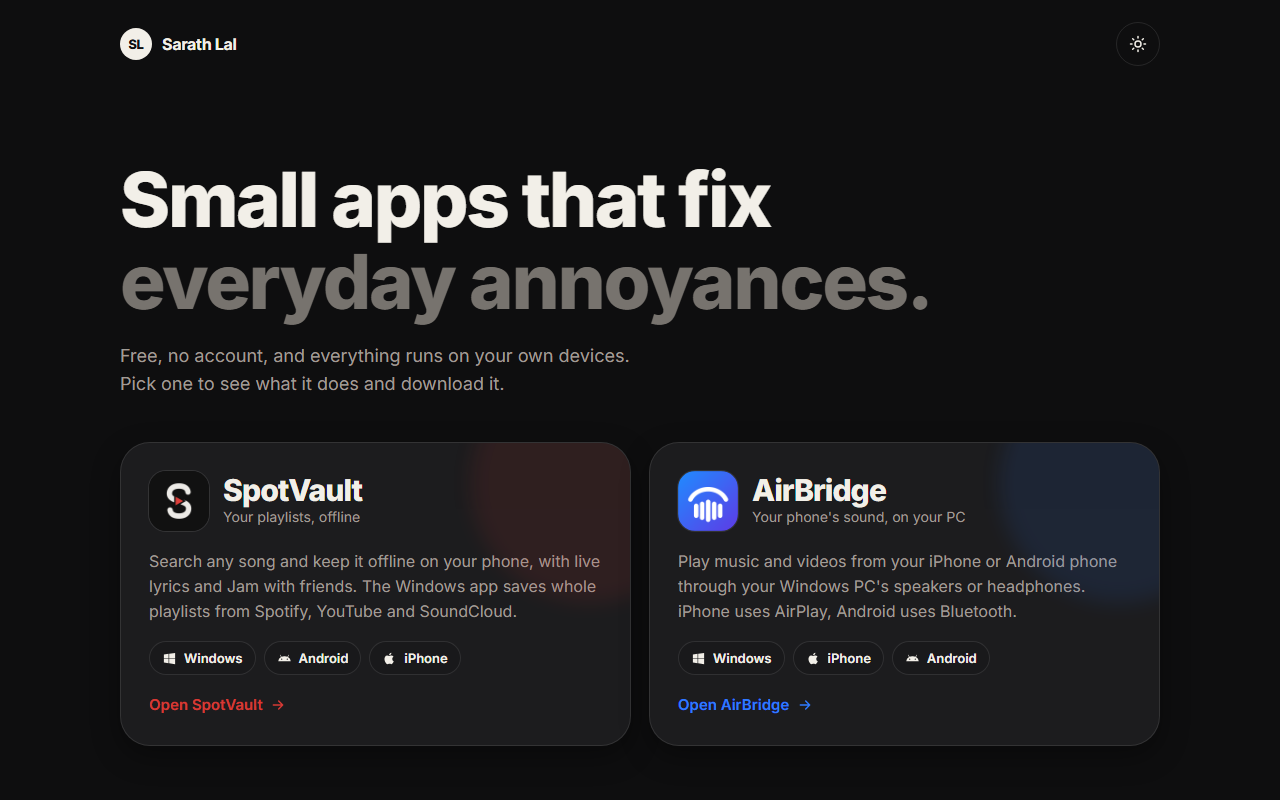 SL Sarath Lal
Small apps that fix
everyday annoyances.
Free, no account, and everything runs on your own devices.
Pick one to see what it does and download it.
S SpotVault
Your playlists, offline
Search any song and keep it offline on your phone, with live
lyrics and Jam with friends. The Windows app saves whole
playlists from Spotify, YouTube and SoundCloud.
Windows Android iPhone
Open SpotVault →
AirBridge
Your phone's sound, on your PC
Play music and videos from your iPhone or Android phone
through your Windows PC's speakers or headphones.
iPhone uses AirPlay, Android uses Bluetooth.
Windows iPhone Android
Open AirBridge →